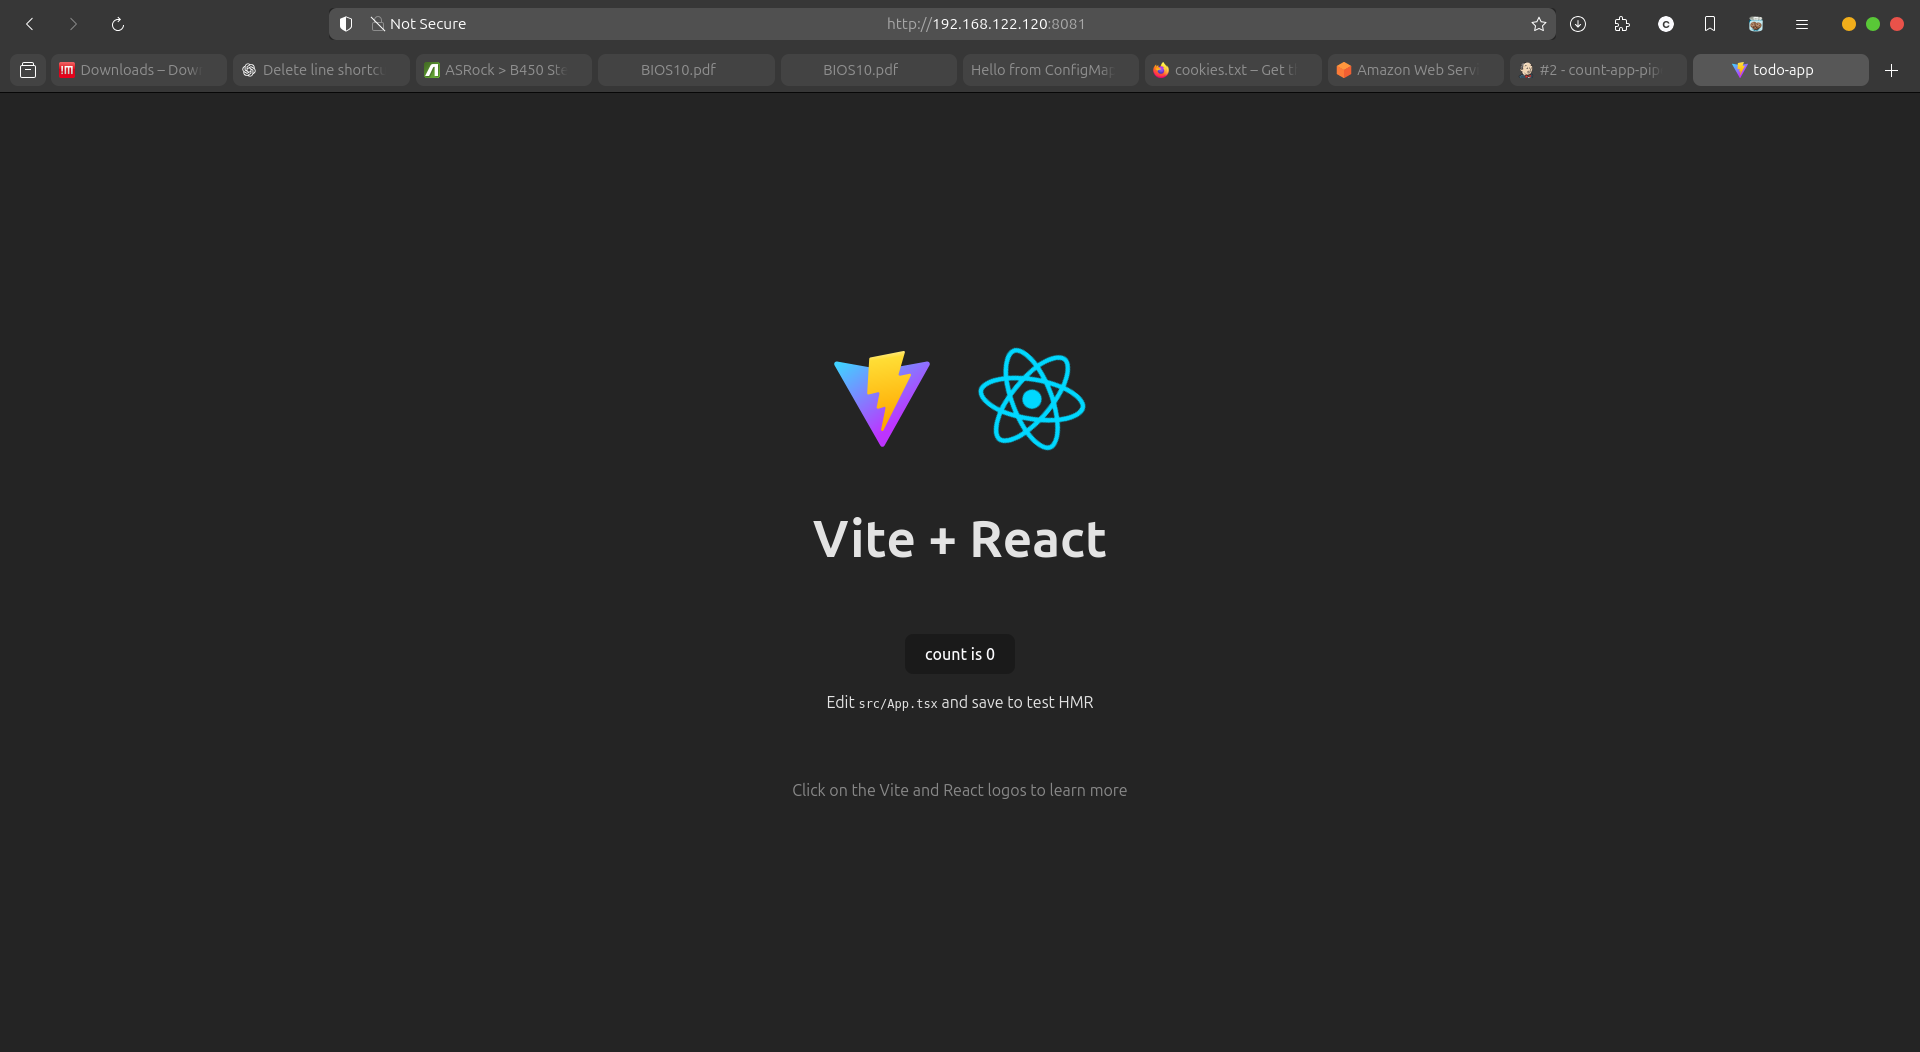 Not Secure
http://192.168.122.120:8081
Downloads – Dow
Delete line shortc
ASRock > B450 Ste
BIOS10.pdf
BIOS10.pdf
Hello from ConfigMap
cookies.txt – Get t
Amazon Web Serv
#2 - count-app-pip
todo-app
Vite + React
count is 0
Edit src/App.tsx and save to test HMR
Click on the Vite and React logos to learn more